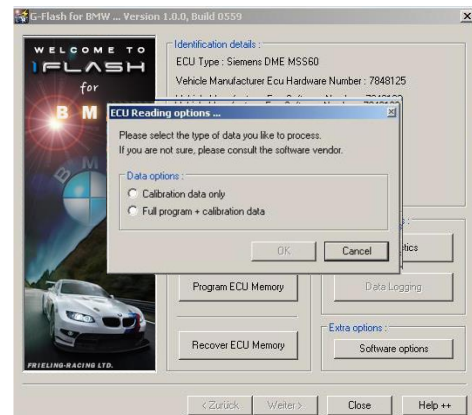 G-Flash for BMW ... Version 1.0.0, Build 0559
WELCOME TO
iFLASH
for
BM
Identification details :
ECU Type : Siemens DME MSS60
Vehicle Manufacturer Ecu Hardware Number : 7848125
ECU Reading options ...
Please select the type of data you like to process.
If you are not sure, please consult the software vendor.
Data options :
Calibration data only
Full program + calibration data
OK
Cancel
Program ECU Memory
Data Logging
Recover ECU Memory
Extra options :
Software options
FRIELING-RACING LTD.
< Zurück
Weiter >
Close
Help ++